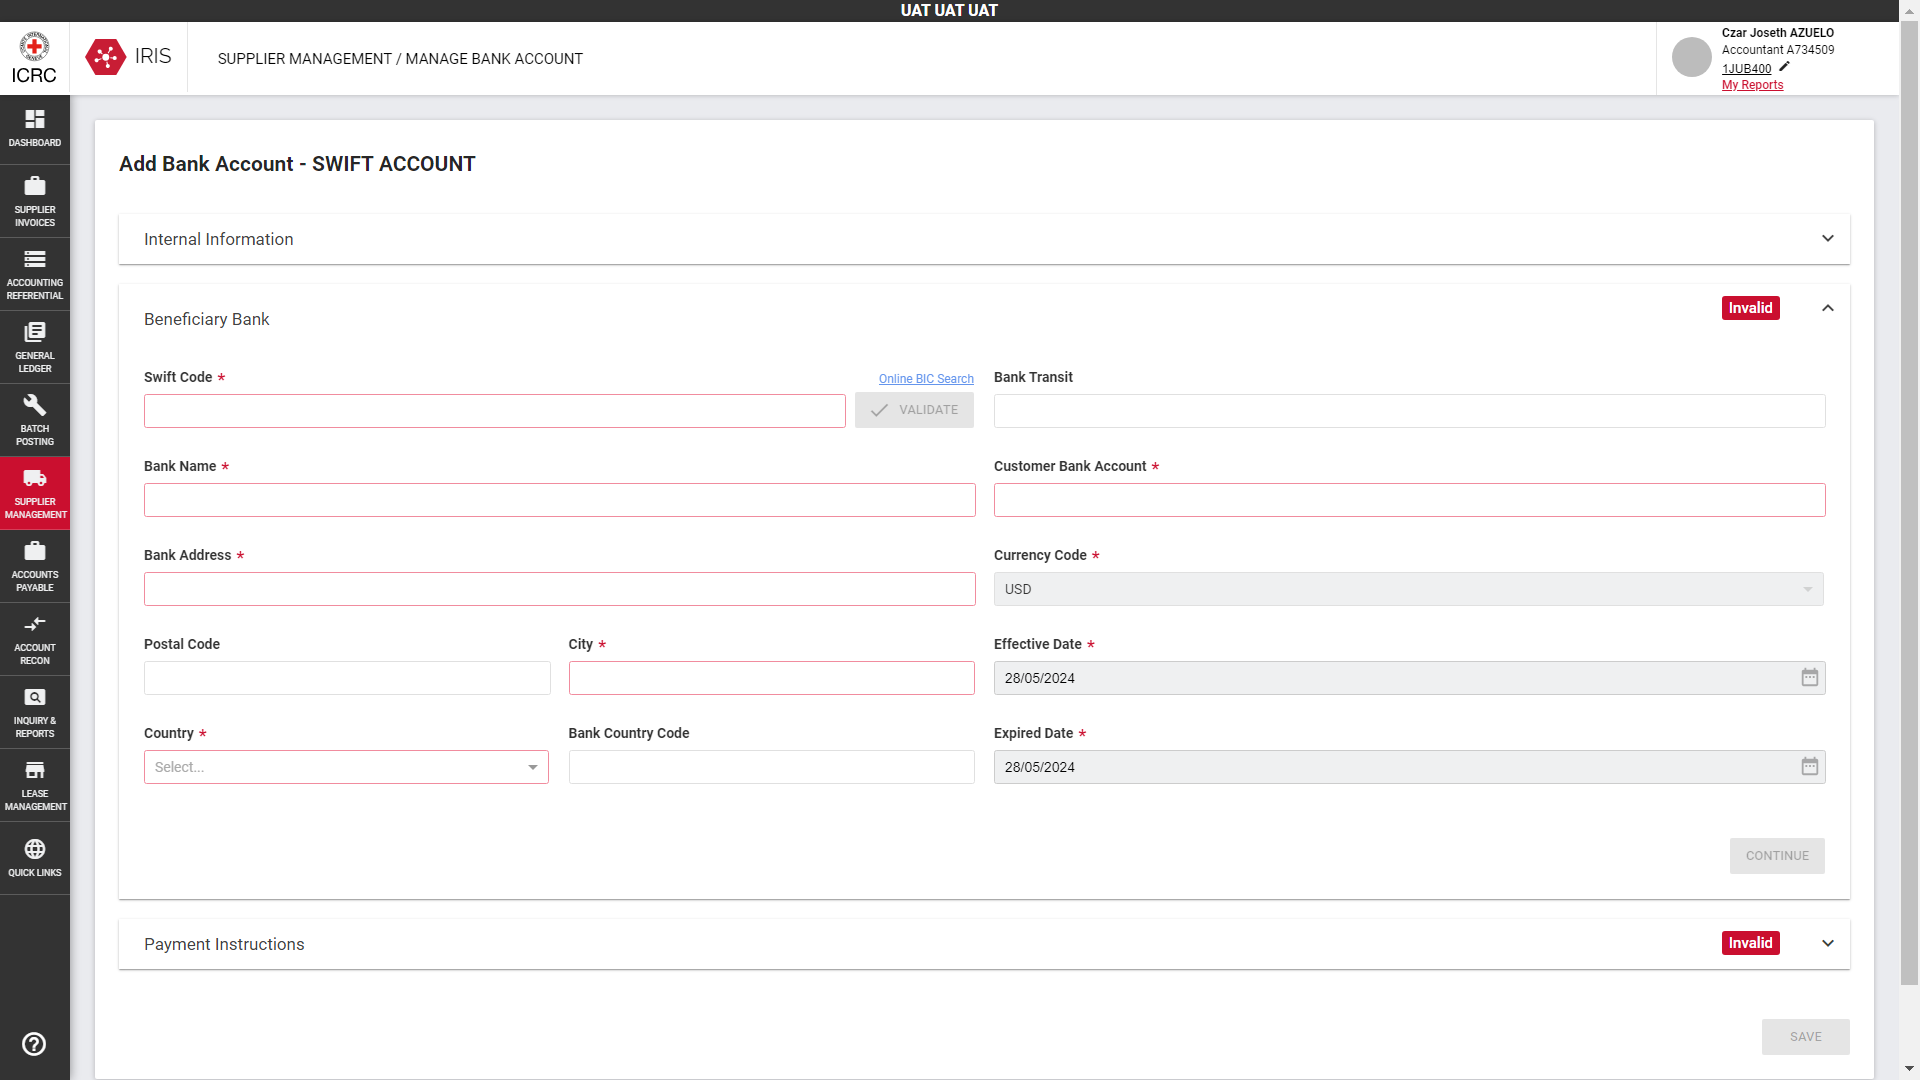 UAT UAT UAT
ICRC
IRIS
SUPPLIER MANAGEMENT / MANAGE BANK ACCOUNT
Czar Joseth AZUELO
Accountant A734509
1JUB400
My Reports
DASHBOARD
SUPPLIER
INVOICES
ACCOUNTING
REFERENTIAL
GENERAL
LEDGER
BATCH
POSTING
SUPPLIER
MANAGEMENT
ACCOUNTS
PAYABLE
ACCOUNT
RECON
INQUIRY &
REPORTS
LEASE
MANAGEMENT
QUICK LINKS
Add Bank Account - SWIFT ACCOUNT
Internal Information
Beneficiary Bank
Invalid
Swift Code *
Online BIC Search
VALIDATE
Bank Transit
Bank Name *
Customer Bank Account *
Bank Address *
Currency Code *
USD
Postal Code
City *
Effective Date *
28/05/2024
Country *
Select...
Bank Country Code
Expired Date *
28/05/2024
CONTINUE
Payment Instructions
Invalid
SAVE